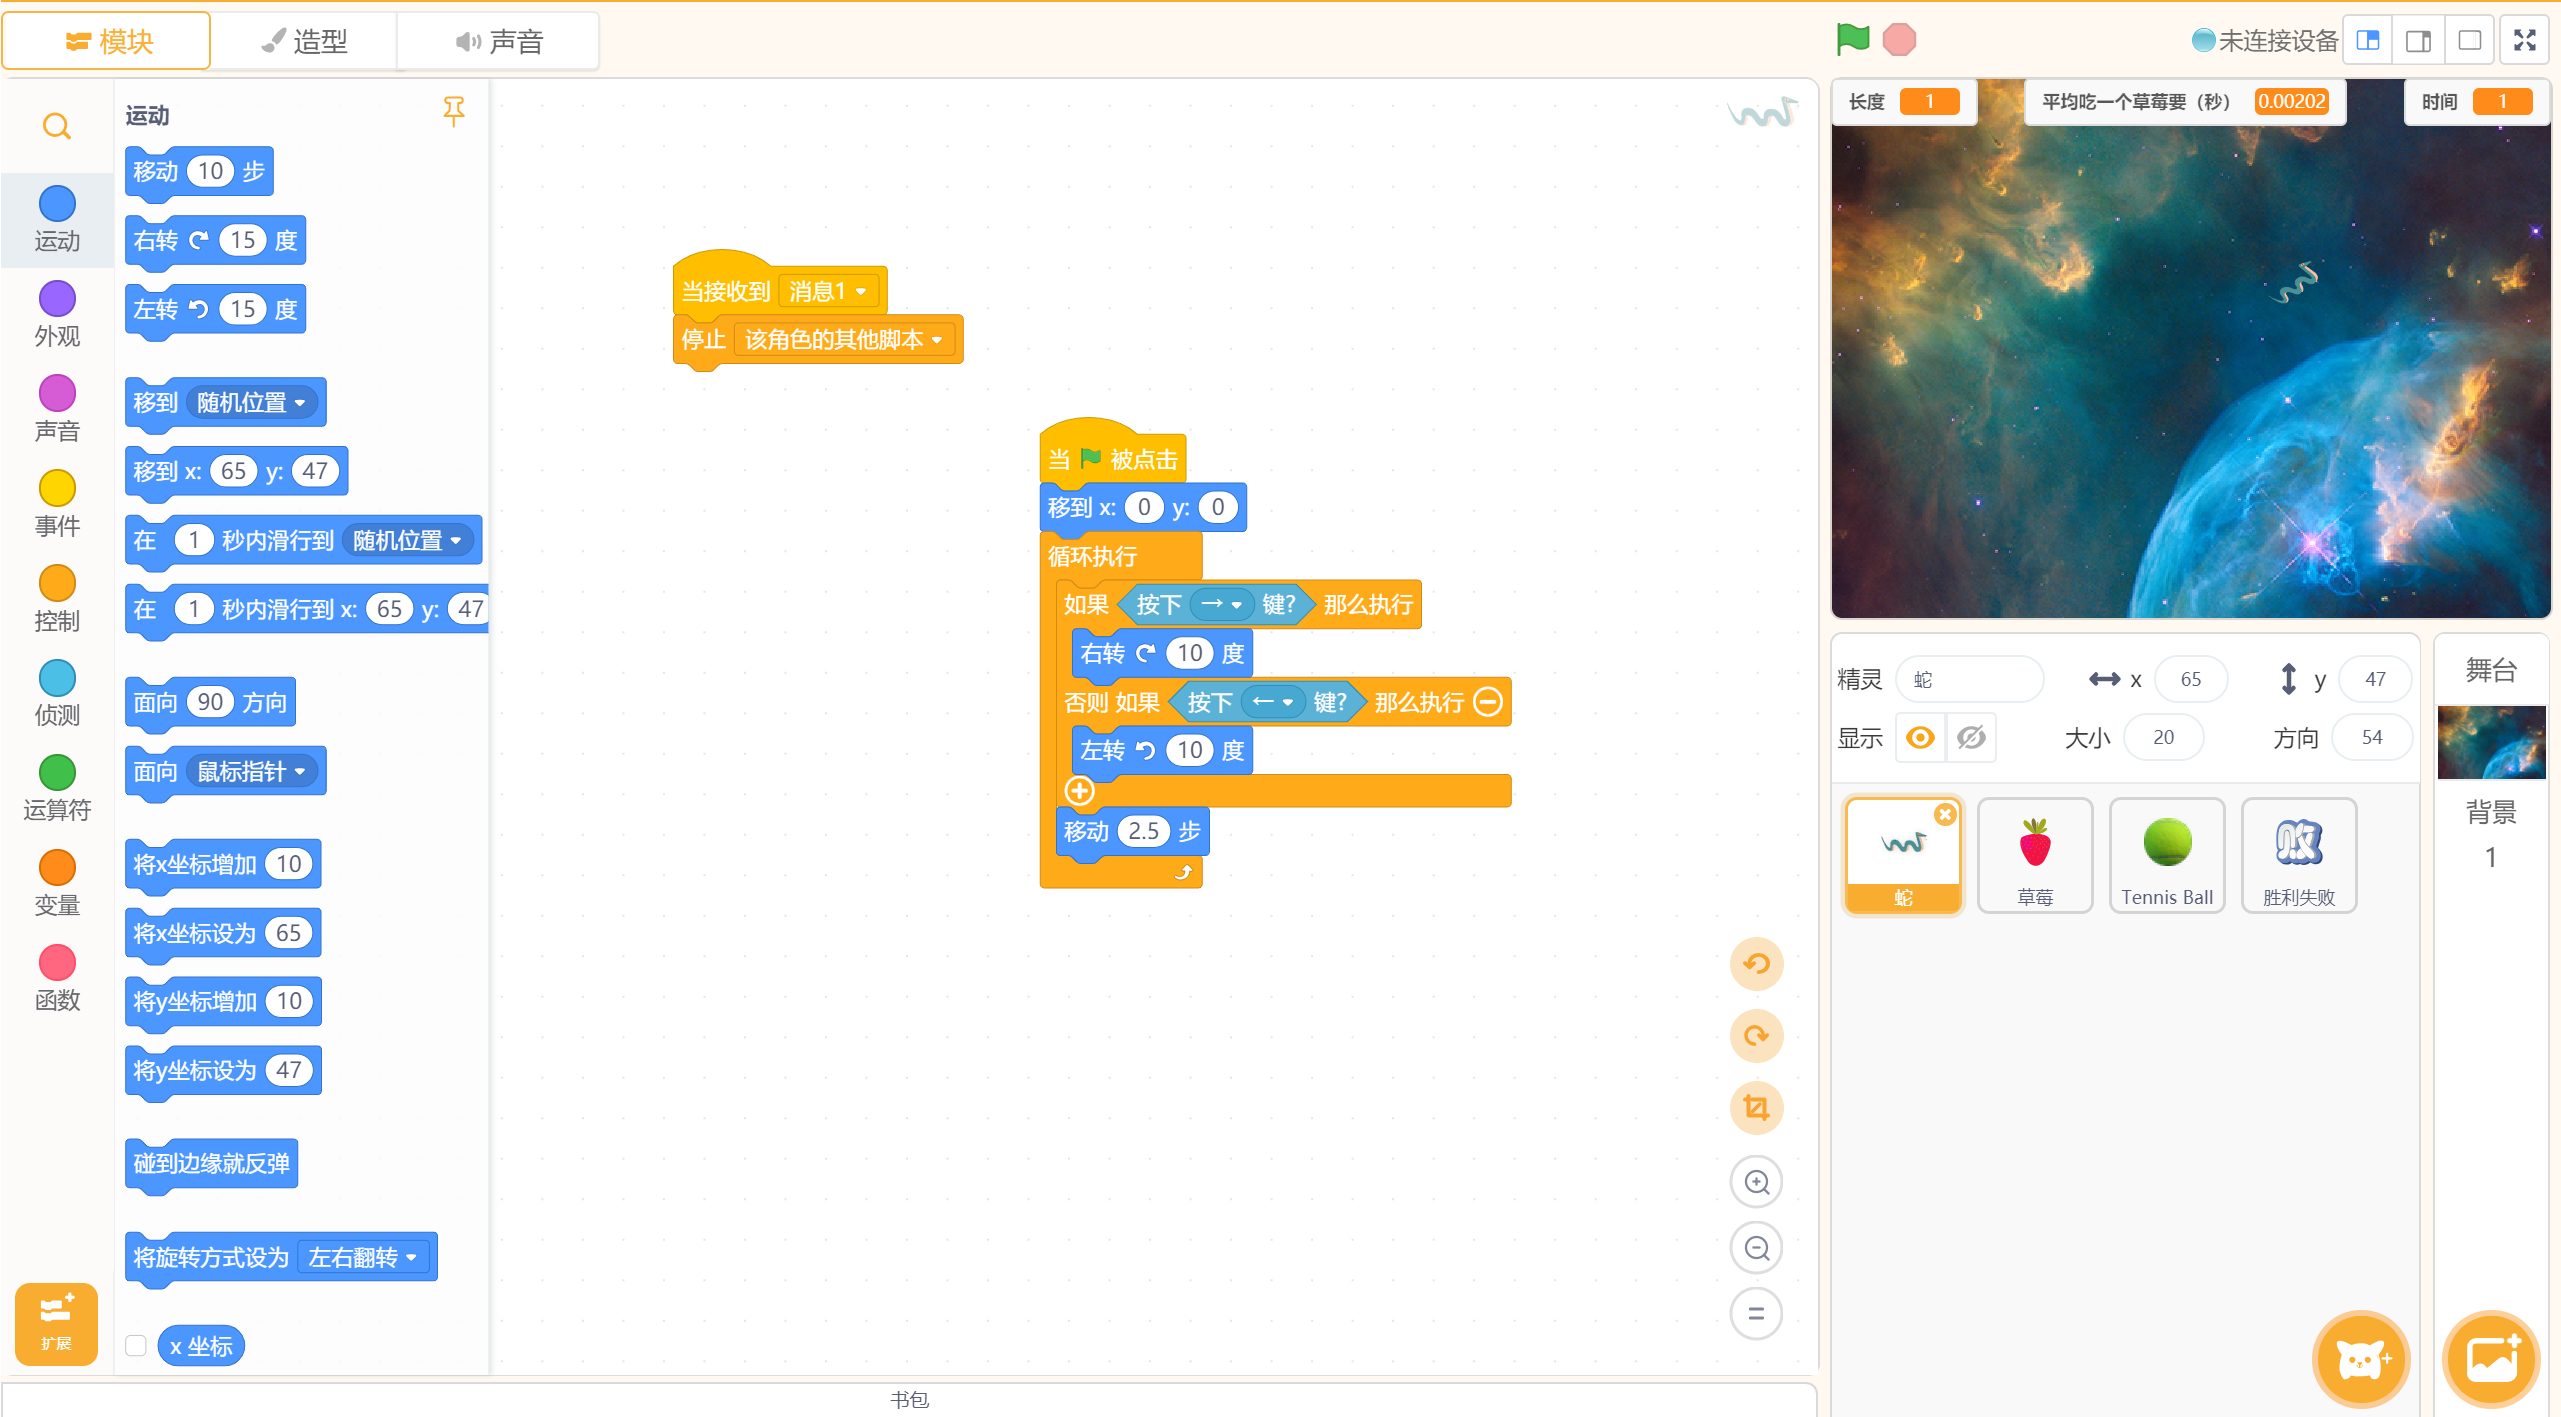 模块
造型
声音
未连接设备
运动
外观
声音
事件
控制
侦测
运算符
变量
函数
扩展
运动
移动 10 步
右转 15 度
左转 15 度
移到 随机位置
移到 x: 65 y: 47
在 1 秒内滑行到 随机位置
在 1 秒内滑行到 x: 65 y: 47
面向 90 方向
面向 鼠标指针
将x坐标增加 10
将x坐标设为 65
将y坐标增加 10
将y坐标设为 47
碰到边缘就反弹
将旋转方式设为 左右翻转
x 坐标
当接收到 消息1
停止 该角色的其他脚本
当 被点击
移到 x: 0 y: 0
循环执行
如果 按下 → 键? 那么执行
右转 10 度
否则 如果 按下 ← 键? 那么执行
左转 10 度
移动 2.5 步
书包
长度 1
平均吃一个草莓要（秒） 0.00202
时间 1
精灵 蛇 x 65 y 47
显示 大小 20 方向 54
蛇
草莓
Tennis Ball
败
胜利失败
舞台
背景
1